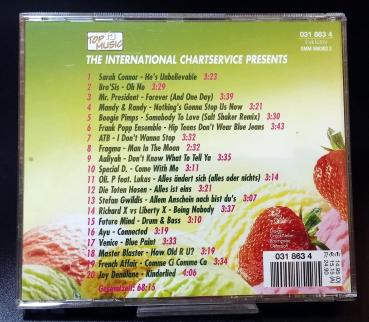 TOP 13 MUSIC
031 863 4
Exklusiv
THE INTERNATIONAL CHARTSERVICE PRESENTS
1 Sarah Connor - He's Unbelievable 3:23
2 Bro'Sis - Oh No 3:29
3 Mr. President - Forever (And One Day) 3:39
4 Mandy & Randy - Nothing's Gonna Stop Us Now 3:21
5 Boogie Pimps - Somebody To Love (Salt Shaker Remix) 3:30
6 Frank Popp Ensemble - Hip Teens Don't Wear Blue Jeans 3:43
7 ATB - I Don't Wanna Stop 3:32
8 Fragma - Man In The Moon 2:32
9 Aaliyah - Don't Know What To Tell Ya 3:35
10 Special D. - Come With Me 3:11
11 Oli. P feat. Lukas - Alles ändert sich (alles oder nichts) 3:14
12 Die Toten Hosen - Alles ist eins 3:21
13 Stefan Gwildis - Allem Anschein nach bist du's 3:07
14 Richard X vs Liberty X - Being Nobody 3:37
15 Future Mind - Drum & Bass 3:10
16 Ayu - Connected 3:19
17 Venice - Blue Paint 3:33
18 Master Blaster - How Old R U? 3:19
19 French Affair - Comme Ci Comme Ca 3:34
20 Joy Denalane - Kinderlied 4:06
Gesamtzeit: 68:15
031 863 4